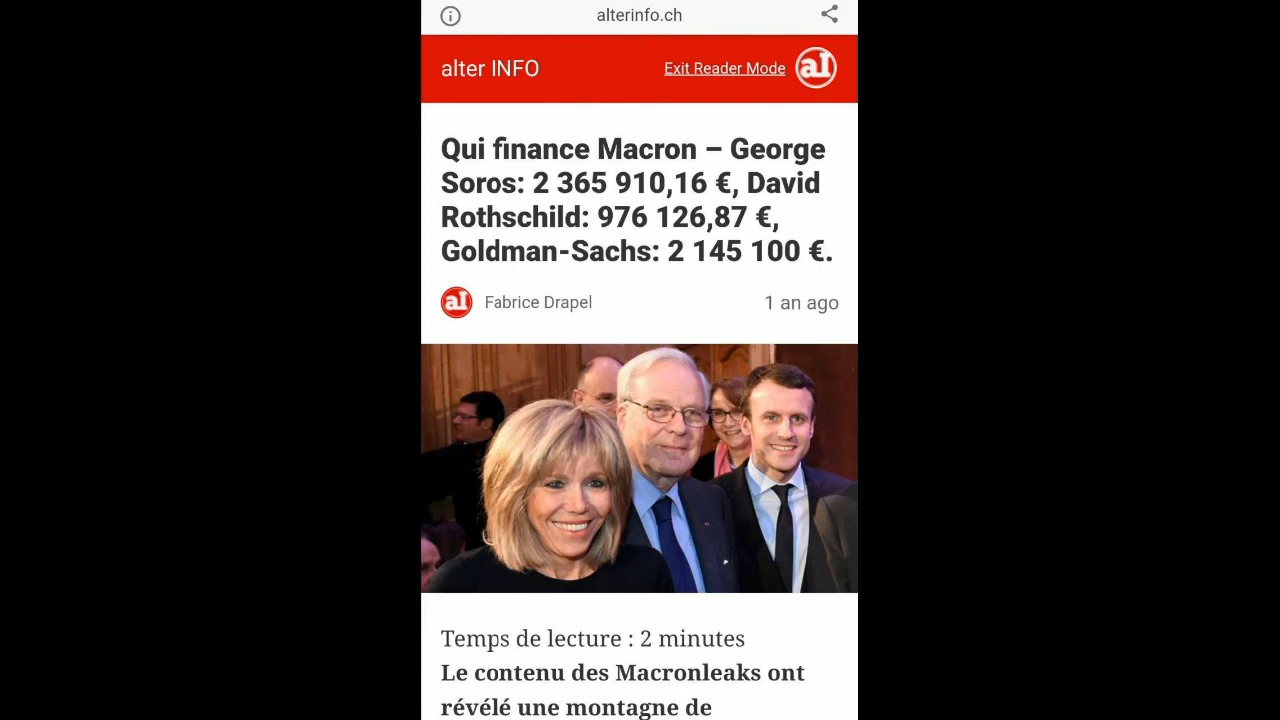 alterinfo.ch
alter INFO
Exit Reader Mode
aI
Qui finance Macron – George
Soros: 2 365 910,16 €, David
Rothschild: 976 126,87 €,
Goldman-Sachs: 2 145 100 €.
aI
Fabrice Drapel
1 an ago
Temps de lecture : 2 minutes
Le contenu des Macronleaks ont
révélé une montagne de